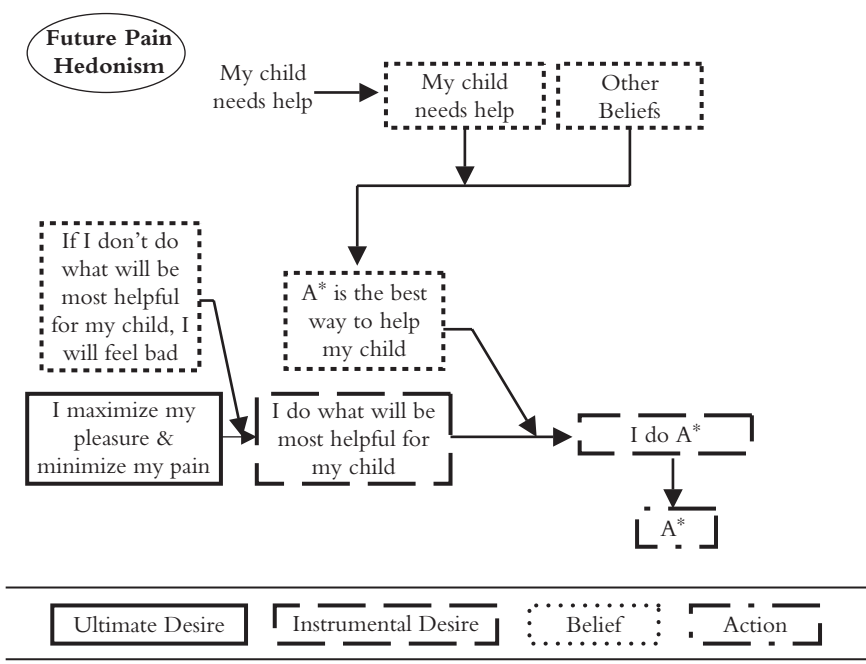 Future Pain
Hedonism
My child
needs help
My child
needs help
Other
Beliefs
If I don't do
what will be
most helpful
for my child, I
will feel bad
A* is the best
way to help
my child
I maximize my
pleasure &
minimize my pain
I do what will be
most helpful for
my child
I do A*
A*
Ultimate Desire
Instrumental Desire
Belief
Action